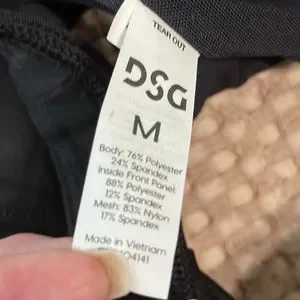 TEAR OUT
DSG
M
Body: 76% Polyester
24% Spandex
Inside Front Panel
88% Polyester
12% Spandex
Mesh: 83% Nylon
17% Spandex
Made in Vietnam